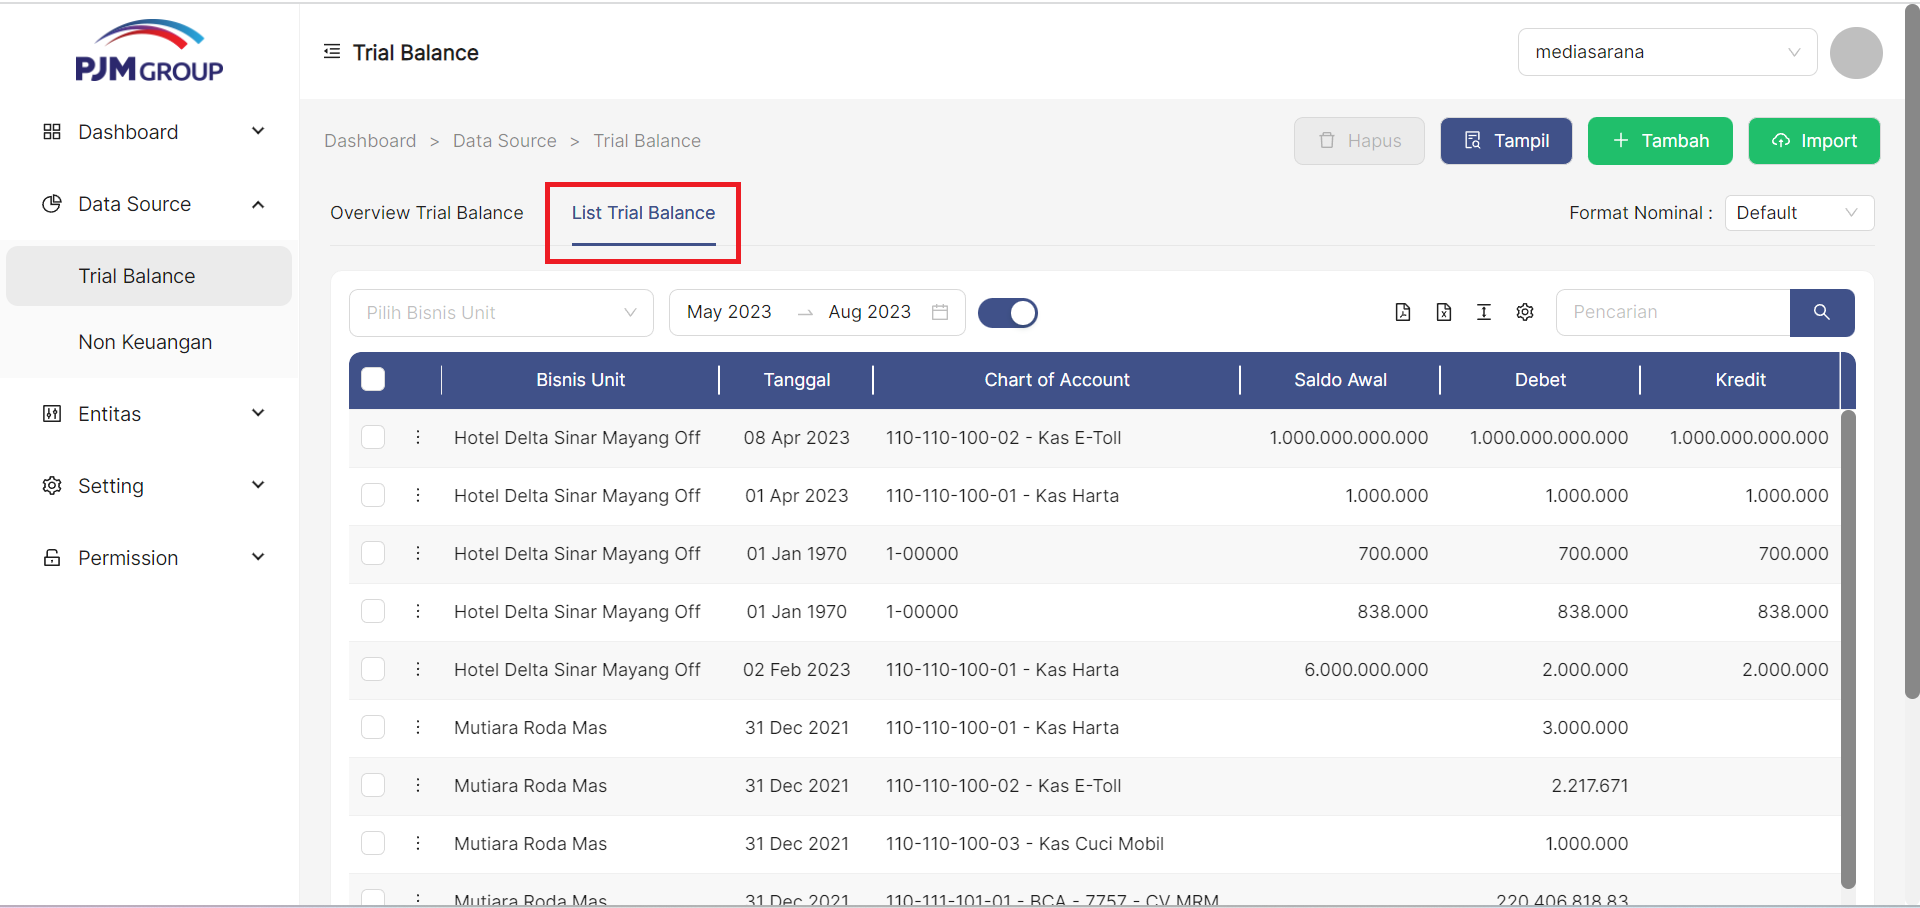 PJM GROUP
Trial Balance
mediasarana
Dashboard
Data Source
Trial Balance
Non Keuangan
Entitas
Setting
Permission
Dashboard > Data Source > Trial Balance
Hapus
Tampil
+ Tambah
Import
Overview Trial Balance
List Trial Balance
Format Nominal : Default
Pilih Bisnis Unit
May 2023 → Aug 2023
Pencarian
Bisnis Unit Tanggal Chart of Account Saldo Awal Debet Kredit
Hotel Delta Sinar Mayang Off 08 Apr 2023 110-110-100-02 - Kas E-Toll 1.000.000.000.000 1.000.000.000.000 1.000.000.000.000
Hotel Delta Sinar Mayang Off 01 Apr 2023 110-110-100-01 - Kas Harta 1.000.000 1.000.000 1.000.000
Hotel Delta Sinar Mayang Off 01 Jan 1970 1-00000 700.000 700.000 700.000
Hotel Delta Sinar Mayang Off 01 Jan 1970 1-00000 838.000 838.000 838.000
Hotel Delta Sinar Mayang Off 02 Feb 2023 110-110-100-01 - Kas Harta 6.000.000.000 2.000.000 2.000.000
Mutiara Roda Mas 31 Dec 2021 110-110-100-01 - Kas Harta 3.000.000
Mutiara Roda Mas 31 Dec 2021 110-110-100-02 - Kas E-Toll 2.217.671
Mutiara Roda Mas 31 Dec 2021 110-110-100-03 - Kas Cuci Mobil 1.000.000
Mutiara Roda Mas 31 Dec 2021 110-111-101-01 - BCA - 7757 - CV MRM 220.406.818,83